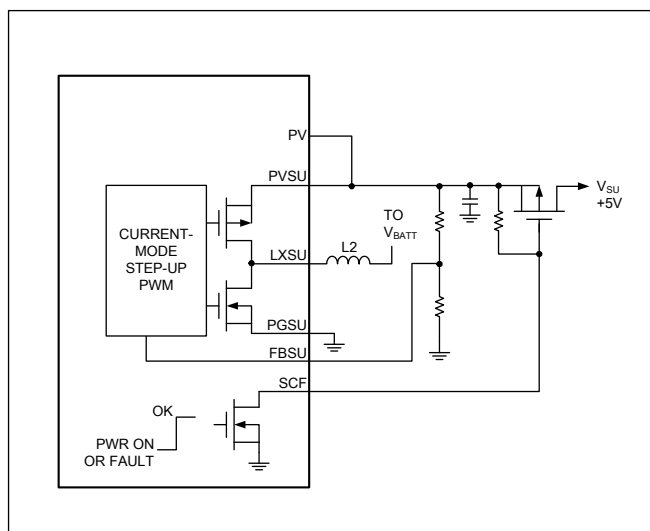 PV
PVSU
CURRENT-
MODE
STEP-UP
PWM
LXSU
L2
TO
VBATT
VSU
+5V
PGSU
FBSU
SCF
OK
PWR ON
OR FAULT